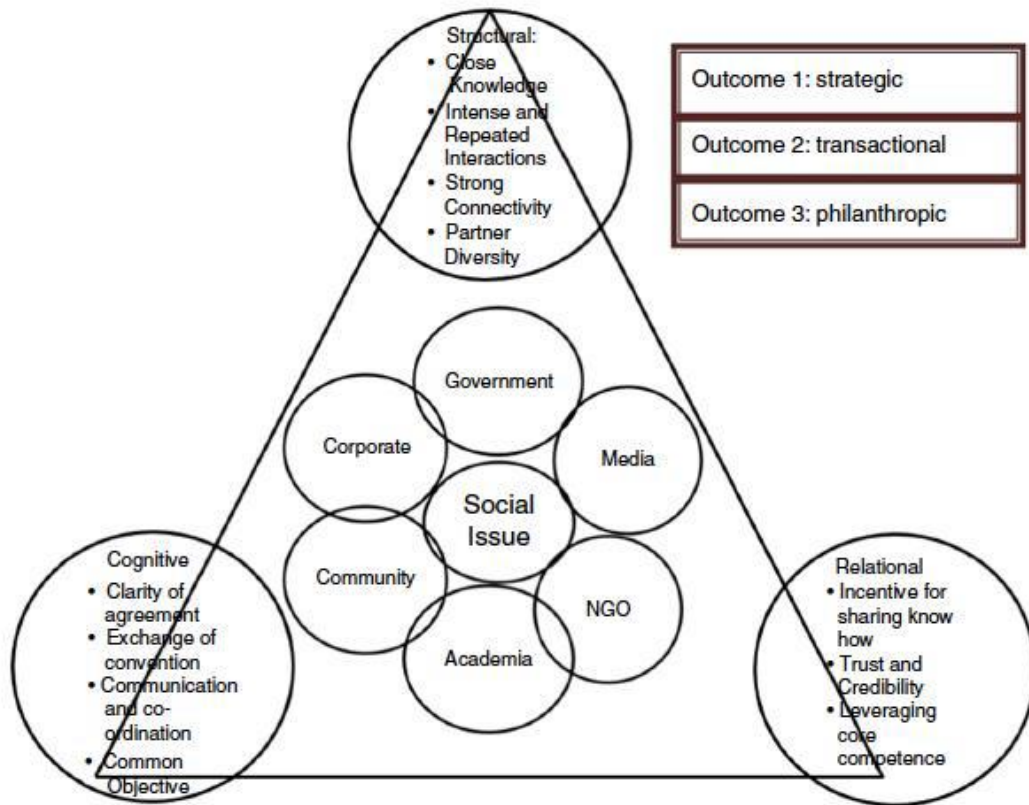 Structural:
• Close
Knowledge
• Intense and
Repeated
Interactions
• Strong
Connectivity
• Partner
Diversity
Outcome 1: strategic
Outcome 2: transactional
Outcome 3: philanthropic
Government
Corporate
Media
Social
Issue
Community
NGO
Academia
Cognitive
• Clarity of
agreement
• Exchange of
convention
• Communication
and co-
ordination
• Common
Objective
Relational
• Incentive for
sharing know
how
• Trust and
Credibility
• Leveraging
core
competence